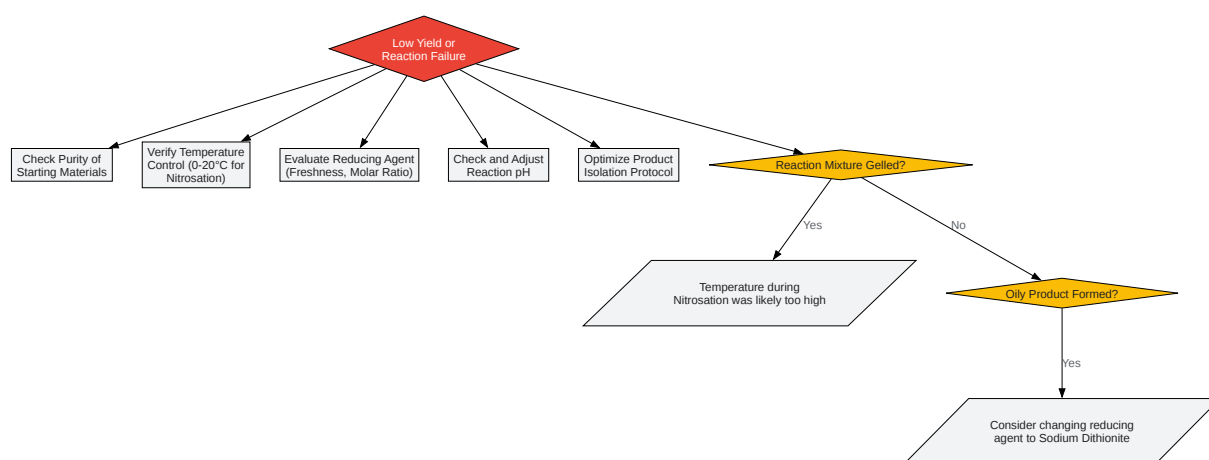 Low Yield or
Reaction Failure
Check Purity of
Starting Materials
Verify Temperature
Control (0-20°C for
Nitrosation)
Evaluate Reducing Agent
(Freshness, Molar Ratio)
Check and Adjust
Reaction pH
Optimize Product
Isolation Protocol
Reaction Mixture Gelled?
Yes
No
Temperature during
Nitrosation was likely too high
Oily Product Formed?
Yes
Consider changing reducing
agent to Sodium Dithionite